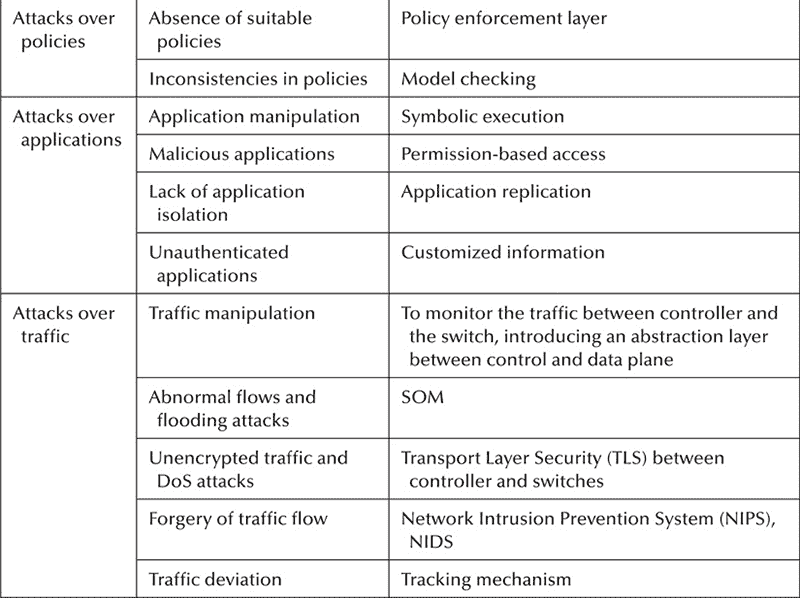 Attacks over
policies
Absence of suitable
policies
Policy enforcement layer
Inconsistencies in policies
Model checking
Attacks over
applications
Application manipulation
Symbolic execution
Malicious applications
Permission-based access
Lack of application
isolation
Application replication
Unauthenticated
applications
Customized information
Attacks over
traffic
Traffic manipulation
To monitor the traffic between controller and
the switch, introducing an abstraction layer
between control and data plane
Abnormal flows and
flooding attacks
SOM
Unencrypted traffic and
DoS attacks
Transport Layer Security (TLS) between
controller and switches
Forgery of traffic flow
Network Intrusion Prevention System (NIPS),
NIDS
Traffic deviation
Tracking mechanism